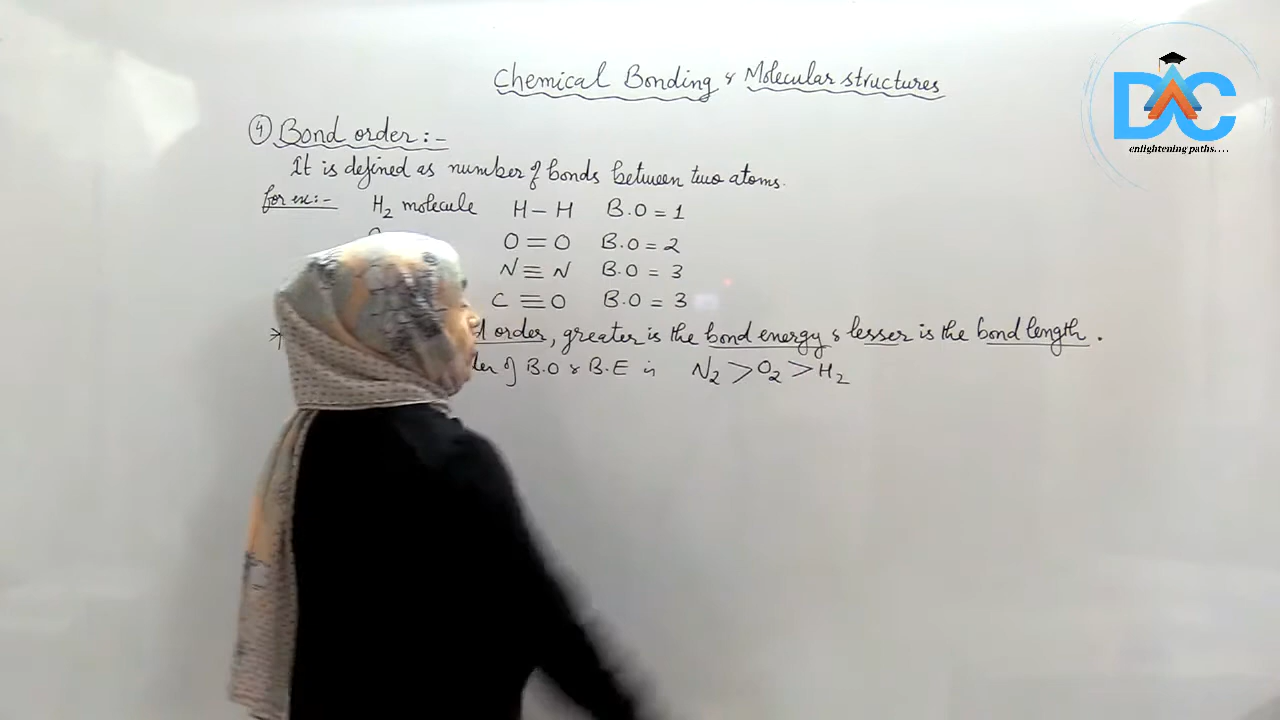 Chemical Bonding & Molecular structures
DAC
enlightening paths....
④ Bond order :-
It is defined as number of bonds between two atoms.
for ex:- H₂ molecule H–H B.O = 1
O=O B.O = 2
N≡N B.O = 3
C≡O B.O = 3
* order, greater is the bond energy & lesser is the bond length.
of B.O & B.E is N₂ > O₂ > H₂